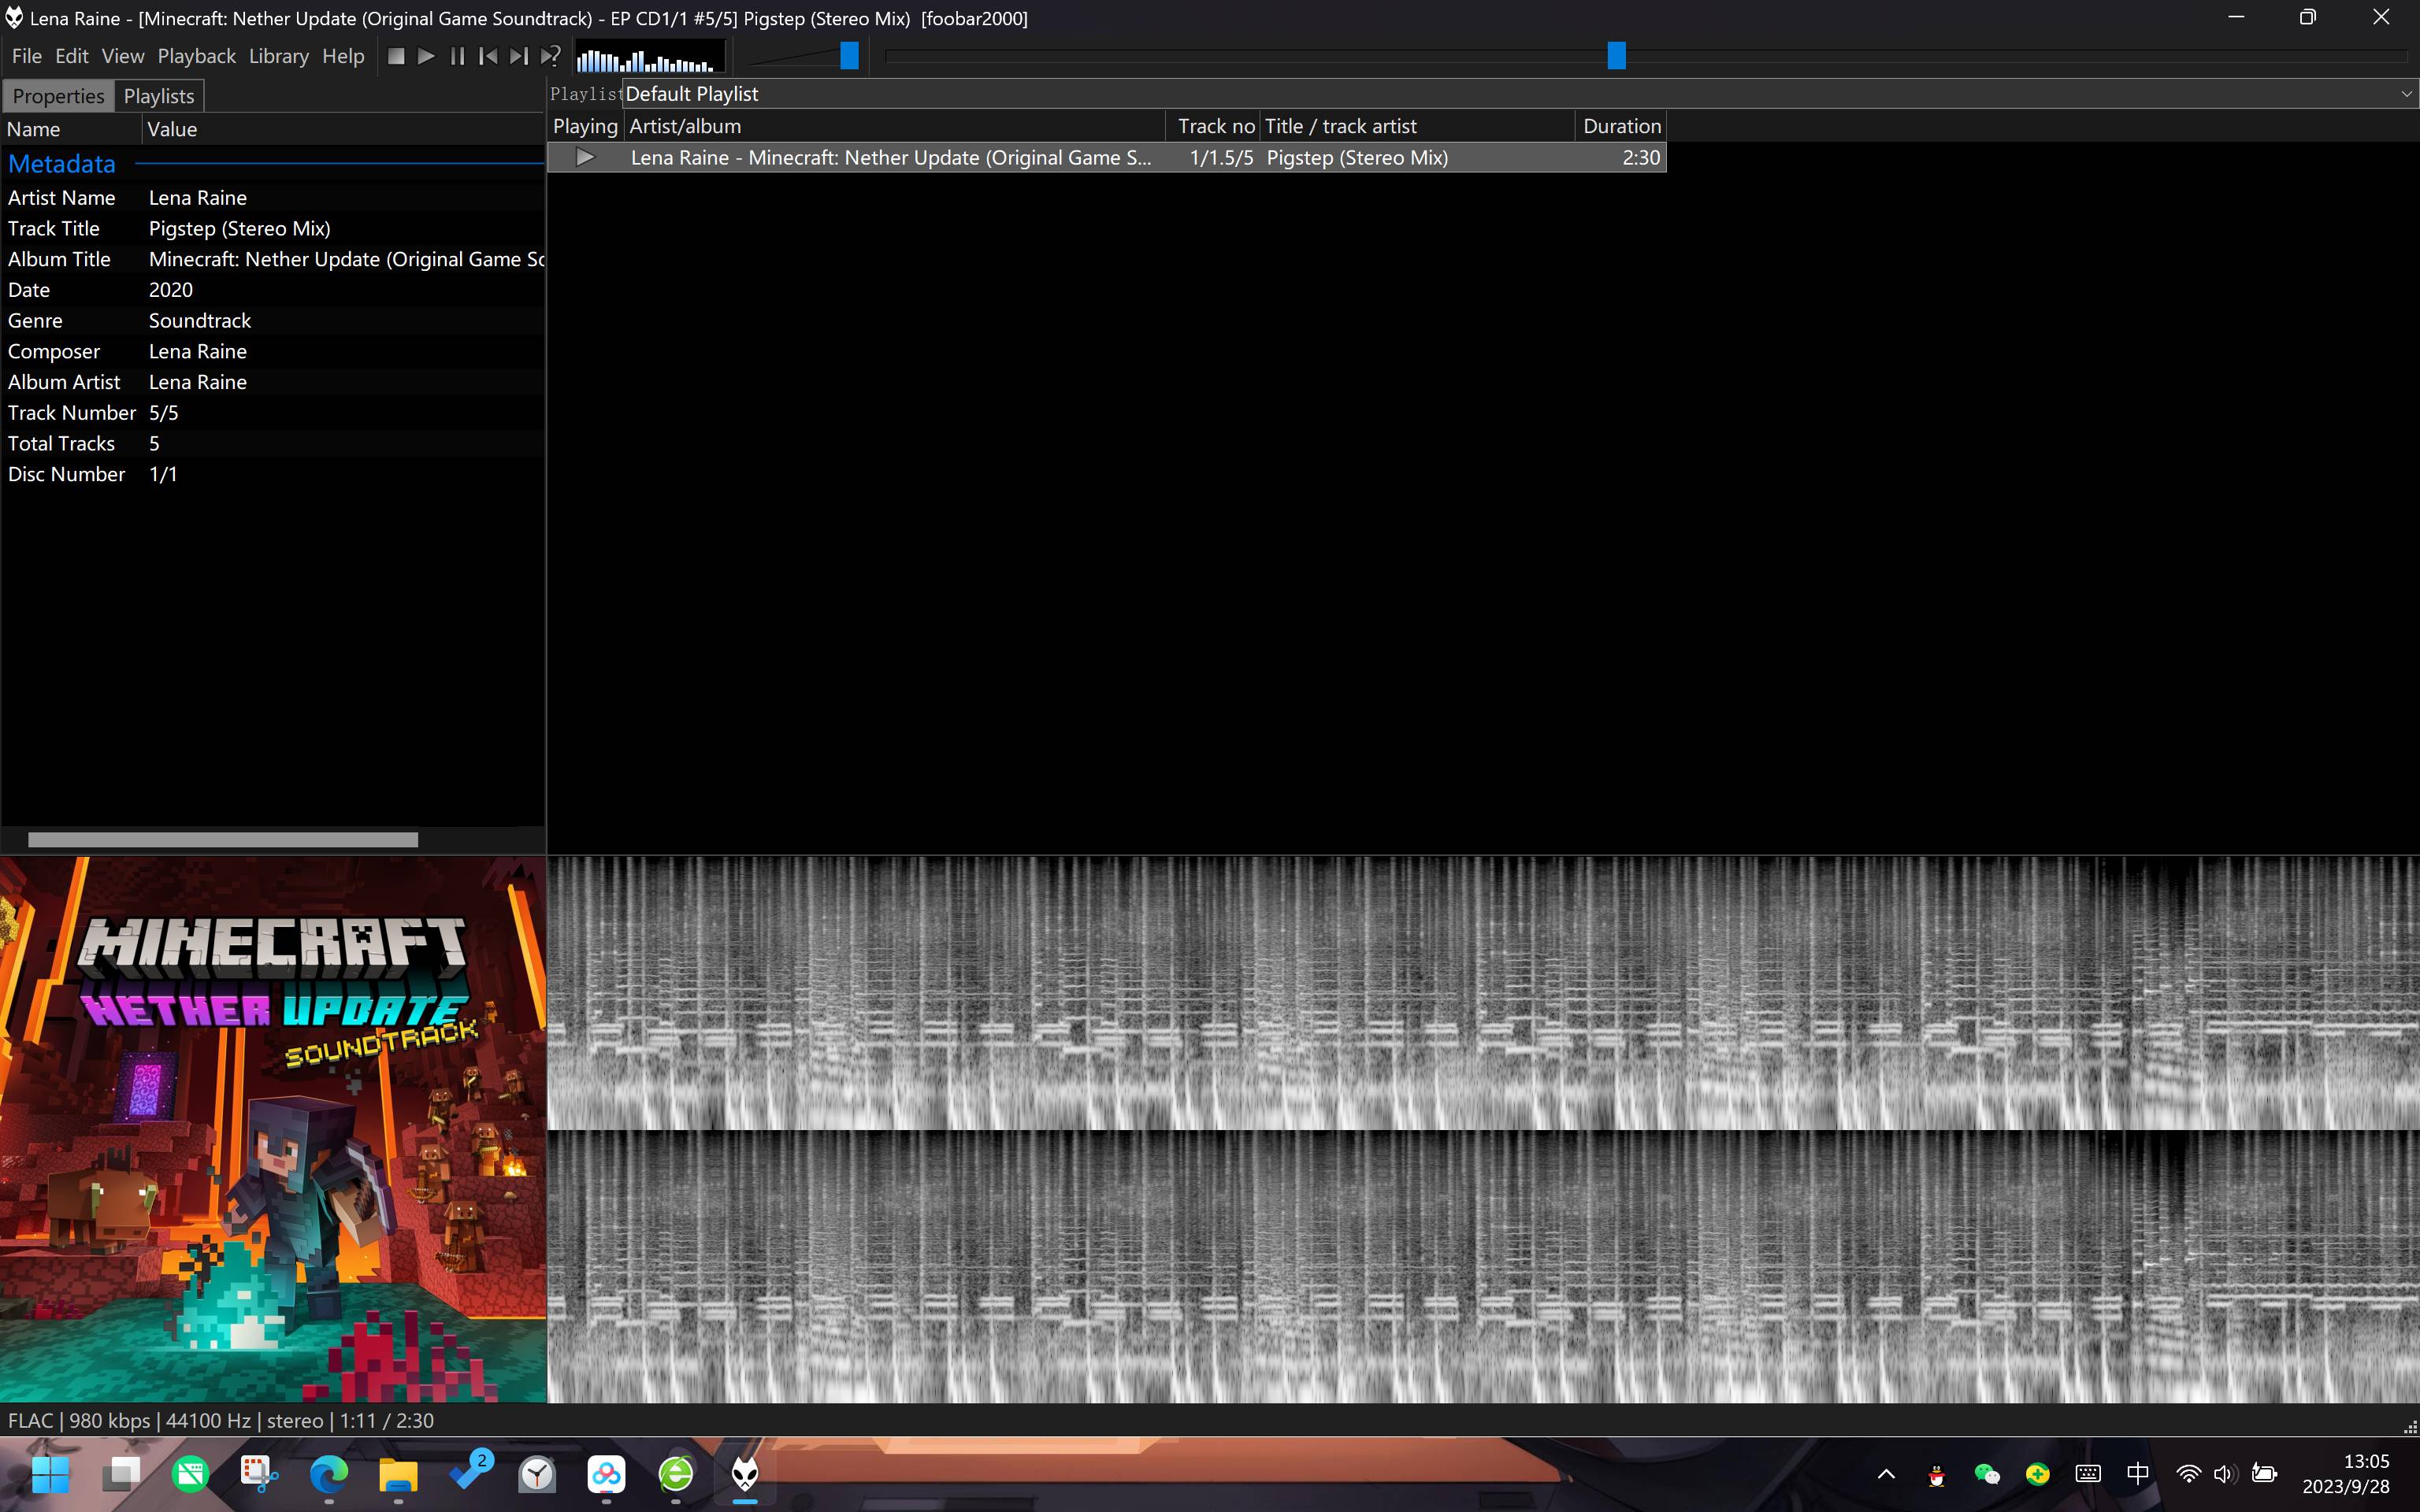 Lena Raine - [Minecraft: Nether Update (Original Game Soundtrack) - EP CD1/1 #5/5] Pigstep (Stereo Mix)  [foobar2000]
File Edit View Playback Library Help
Properties Playlists
Playlist Default Playlist
Name Value
Playing Artist/album Track no Title / track artist Duration
Lena Raine - Minecraft: Nether Update (Original Game S... 1/1.5/5 Pigstep (Stereo Mix) 2:30
Metadata
Artist Name Lena Raine
Track Title Pigstep (Stereo Mix)
Album Title Minecraft: Nether Update (Original Game So
Date 2020
Genre Soundtrack
Composer Lena Raine
Album Artist Lena Raine
Track Number 5/5
Total Tracks 5
Disc Number 1/1
MINECRAFT
NETHER UPDATE
SOUNDTRACK
FLAC | 980 kbps | 44100 Hz | stereo | 1:11 / 2:30
2
中
13:05
2023/9/28